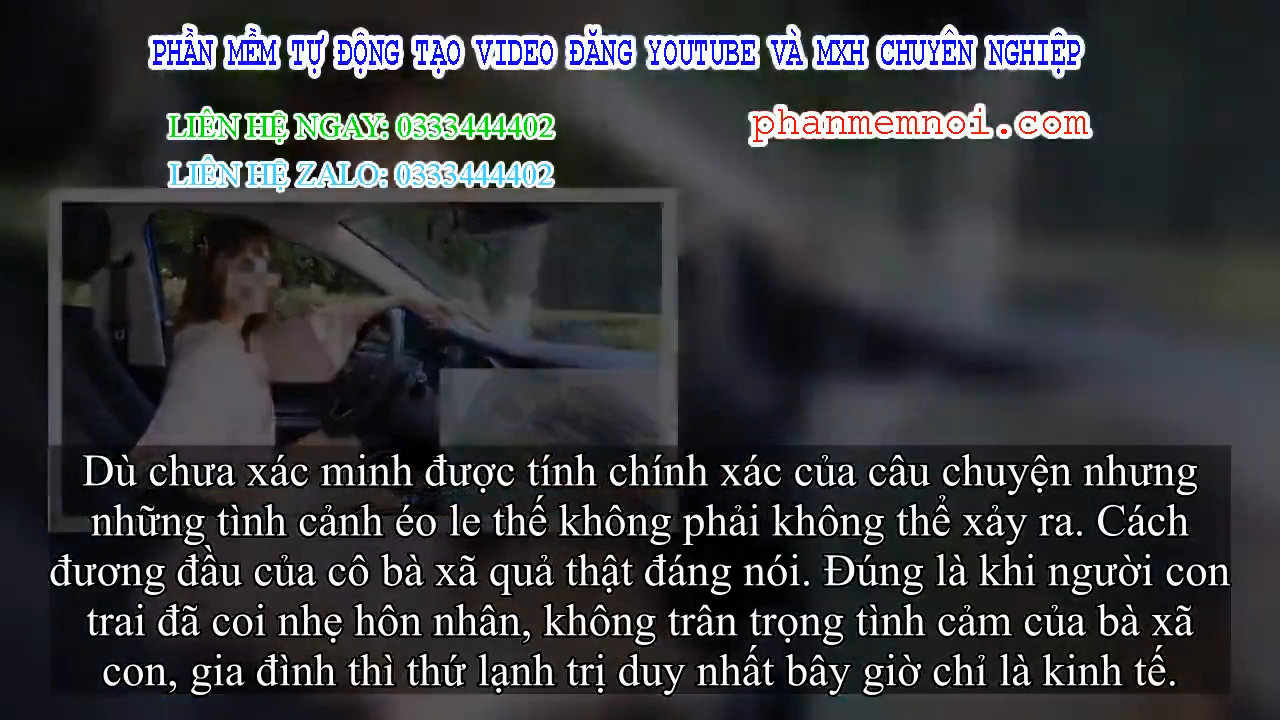 PHẦN MỀM TỰ ĐỘNG TẠO VIDEO ĐĂNG YOUTUBE VÀ MXH CHUYÊN NGHIỆP
LIÊN HỆ NGAY: 0333444402
phanmemnoi.com
LIÊN HỆ ZALO: 0333444402
Dù chưa xác minh được tính chính xác của câu chuyện nhưng
những tình cảnh éo le thế không phải không thể xảy ra. Cách
đương đầu của cô bà xã quả thật đáng nói. Đúng là khi người con
trai đã coi nhẹ hôn nhân, không trân trọng tình cảm của bà xã
con, gia đình thì thứ lạnh trị duy nhất bây giờ chỉ là kinh tế.